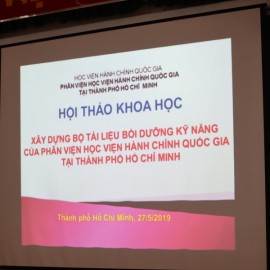 HỌC VIỆN HÀNH CHÍNH QUỐC GIA
PHÂN VIỆN HỌC VIỆN HÀNH CHÍNH QUỐC GIA
TẠI THÀNH PHỐ HỒ CHÍ MINH
HỘI THẢO KHOA HỌC
XÂY DỰNG BỘ TÀI LIỆU BỒI DƯỠNG KỸ NĂNG
CỦA PHÂN VIỆN HỌC VIỆN HÀNH CHÍNH QUỐC GIA
TẠI THÀNH PHỐ HỒ CHÍ MINH
Thành phố Hồ Chí Minh, 27/5/2019